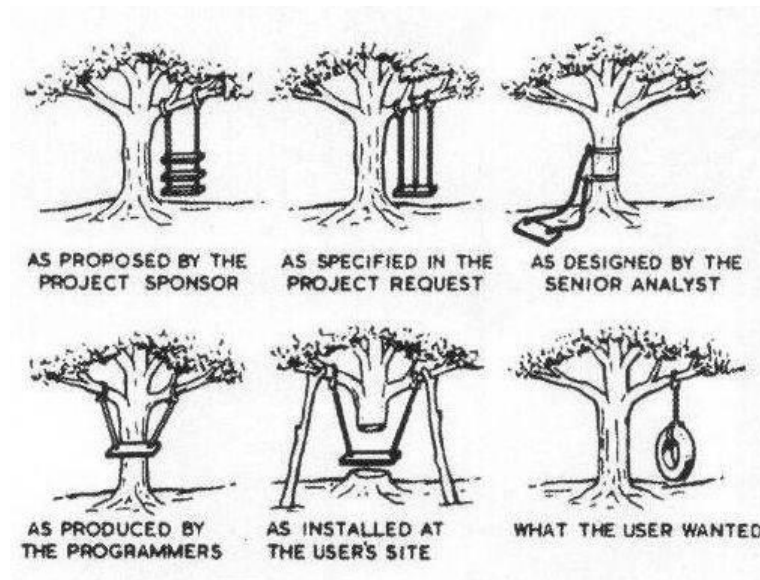 AS PROPOSED BY THE
PROJECT SPONSOR
AS SPECIFIED IN THE
PROJECT REQUEST
AS DESIGNED BY THE
SENIOR ANALYST
AS PRODUCED BY
THE PROGRAMMERS
AS INSTALLED AT
THE USER'S SITE
WHAT THE USER WANTED